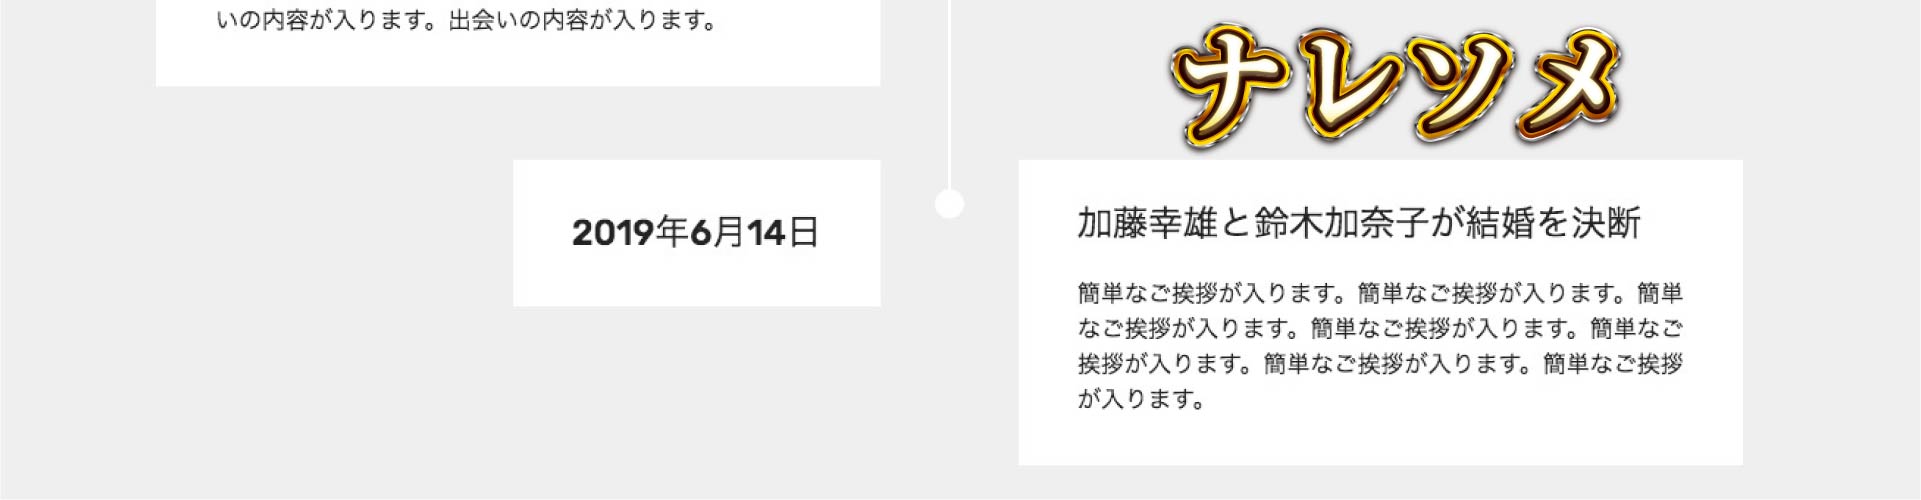 いの内容が入ります。出会いの内容が入ります。
ナレソメ
2019年6月14日
加藤幸雄と鈴木加奈子が結婚を決断
簡単なご挨拶が入ります。簡単なご挨拶が入ります。簡単
なご挨拶が入ります。簡単なご挨拶が入ります。簡単なご
挨拶が入ります。簡単なご挨拶が入ります。簡単なご挨拶
が入ります。